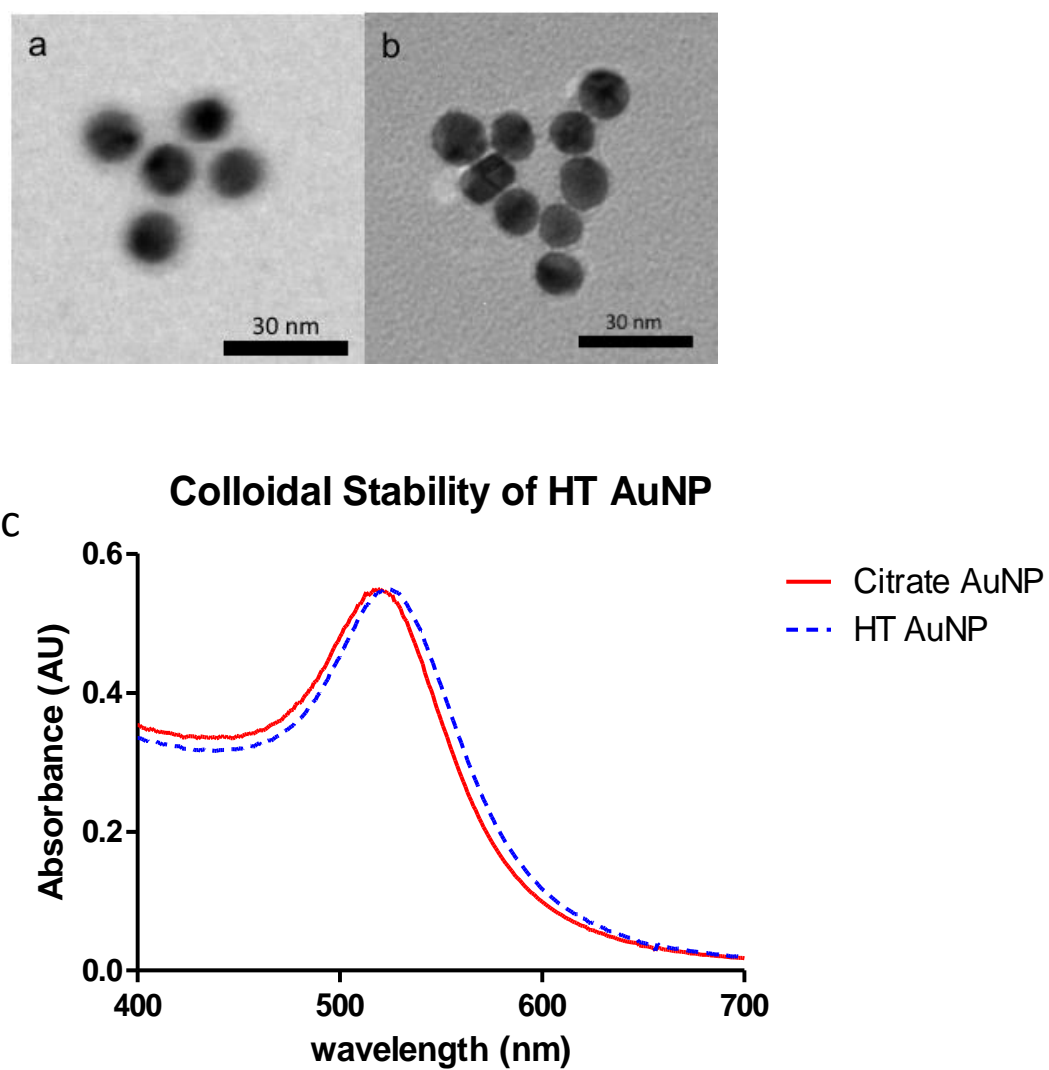 a
b
30 nm
30 nm
c
Colloidal Stability of HT AuNP
0.6
0.4
0.2
0.0
Absorbance (AU)
400
500
600
700
wavelength (nm)
Citrate AuNP
HT AuNP